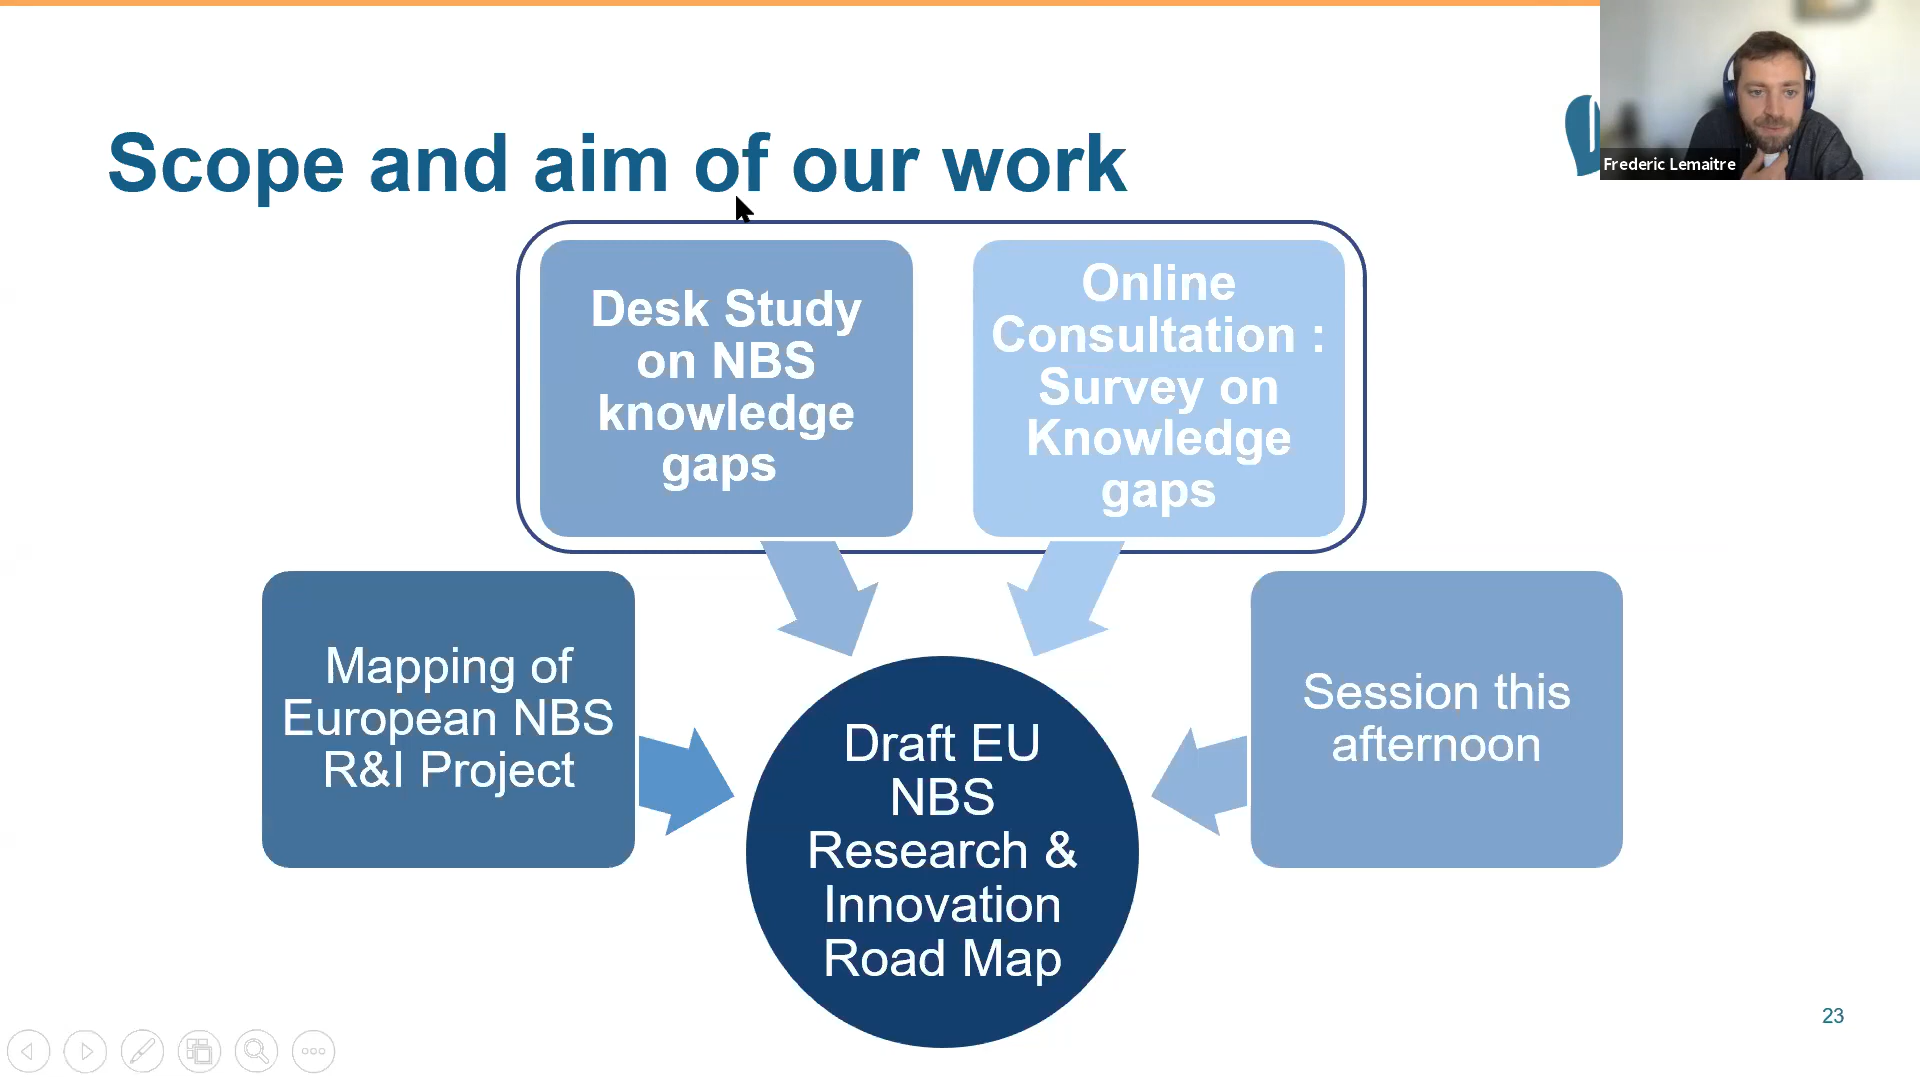 Scope and aim of our work
Frederic Lemaitre
Desk Study
on NBS
knowledge
gaps
Online
Consultation :
Survey on
Knowledge
gaps
Mapping of
European NBS
R&I Project
Session this
afternoon
Draft EU
NBS
Research &
Innovation
Road Map
23